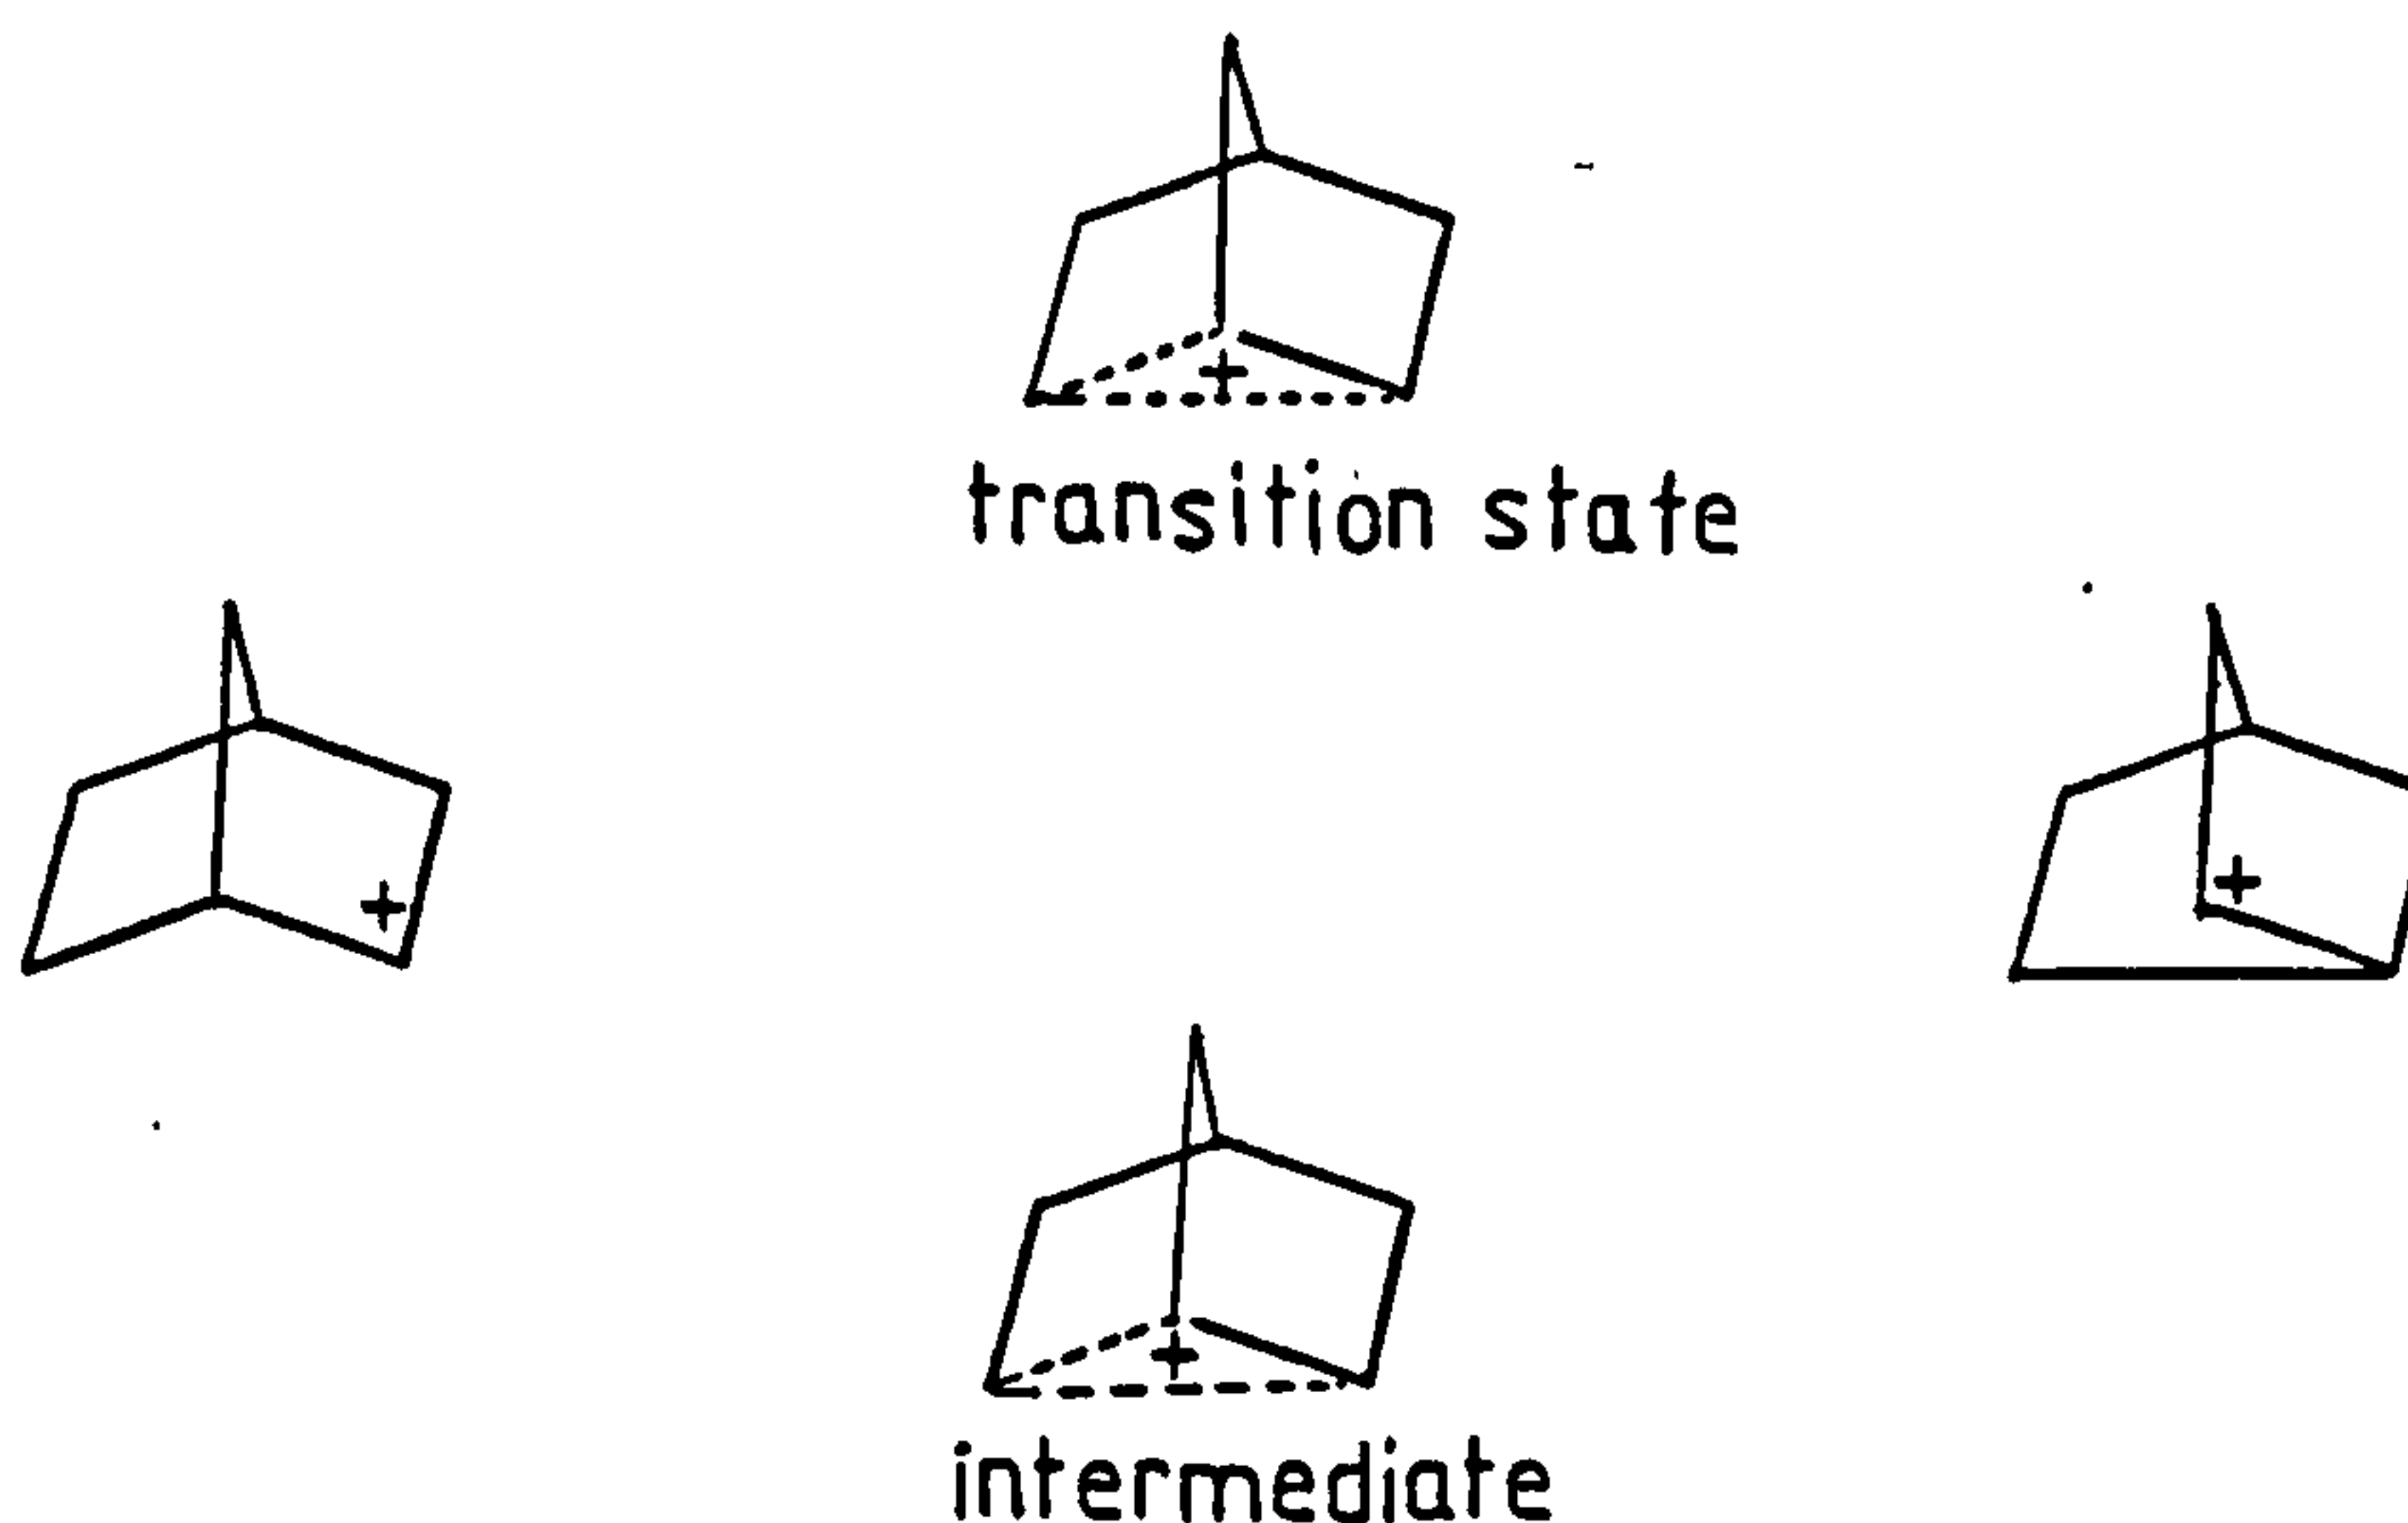 transition state
+
+
+
+
intermediate